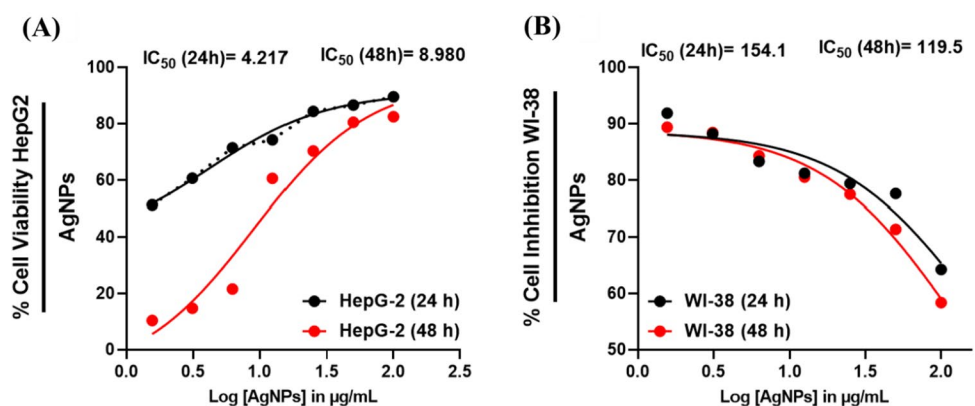 (A)
IC50 (24h)= 4.217 IC50 (48h)= 8.980
% Cell Viability HepG2
AgNPs
100
80
60
40
20
0
HepG-2 (24 h)
HepG-2 (48 h)
0.0 0.5 1.0 1.5 2.0 2.5
Log [AgNPs] in µg/mL
(B)
IC50 (24h) = 154.1 IC50 (48h) = 119.5
% Cell Innhibition WI-38
AgNPs
100
90
80
70
60
50
WI-38 (24 h)
WI-38 (48 h)
0.0 0.5 1.0 1.5 2.0
Log [AgNPs] in µg/mL